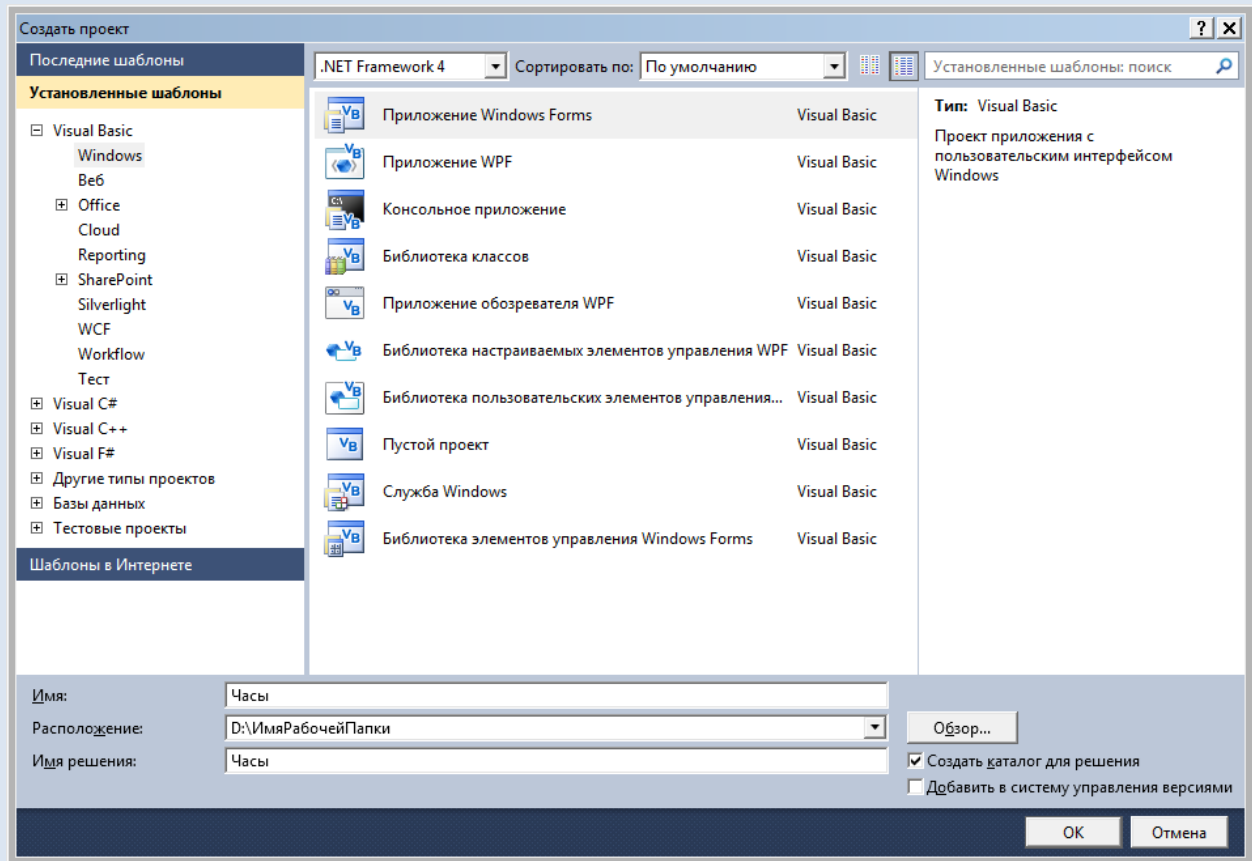 Создать проект
Последние шаблоны
Установленные шаблоны
Visual Basic
Windows
Веб
Office
Cloud
Reporting
SharePoint
Silverlight
WCF
Workflow
Тест
Visual C#
Visual C++
Visual F#
Другие типы проектов
Базы данных
Тестовые проекты
Шаблоны в Интернете
.NET Framework 4 Сортировать по: По умолчанию
Установленные шаблоны: поиск
Приложение Windows Forms Visual Basic
Приложение WPF Visual Basic
Консольное приложение Visual Basic
Библиотека классов Visual Basic
Приложение обозревателя WPF Visual Basic
Библиотека настраиваемых элементов управления WPF Visual Basic
Библиотека пользовательских элементов управления... Visual Basic
Пустой проект Visual Basic
Служба Windows Visual Basic
Библиотека элементов управления Windows Forms Visual Basic
Тип: Visual Basic
Проект приложения с
пользовательским интерфейсом
Windows
Имя: Часы
Расположение: D:\ИмяРабочейПапки Обзор...
Имя решения: Часы
Создать каталог для решения
Добавить в систему управления версиями
OK Отмена